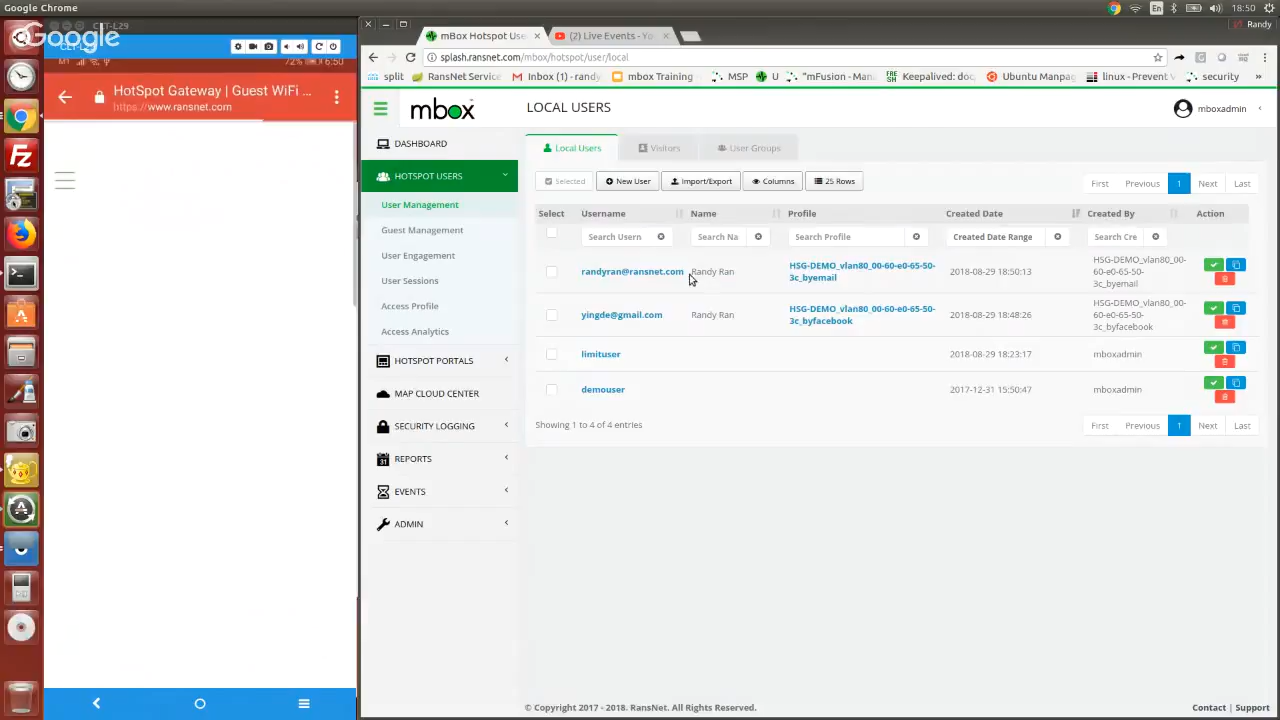 Google Chrome
En
18:50
CLT-L29
Google
M1
72%
6:50
HotSpot Gateway | Guest WiFi ...
https://www.ransnet.com
mBox Hotspot Use
(2) Live Events - Yo
Randy
splash.ransnet.com/mbox/hotspot/user/local
split
RansNet Service
Inbox (1) - randy
mbox Training
MSP
U
"mFusion - Mand
Keepalived: doc
Ubuntu Manpa
linux - Prevent v
security
»
mbox
LOCAL USERS
mboxadmin
DASHBOARD
HOTSPOT USERS
User Management
Guest Management
User Engagement
User Sessions
Access Profile
Access Analytics
HOTSPOT PORTALS
MAP CLOUD CENTER
SECURITY LOGGING
REPORTS
EVENTS
ADMIN
Local Users
Visitors
User Groups
Selected
New User
Import/Export
Columns
25 Rows
First
Previous
1
Next
Last
Select
Username
Name
Profile
Created Date
Created By
Action
Search Usern
Search Na
Search Profile
Created Date Range
Search Cre
randyran@ransnet.com
Randy Ran
HSG-DEMO_vlan80_00-60-e0-65-50-
3c_byemail
2018-08-29 18:50:13
HSG-DEMO_vlan80_00-
60-e0-65-50-
3c_byemail
yingde@gmail.com
Randy Ran
HSG-DEMO_vlan80_00-60-e0-65-50-
3c_byfacebook
2018-08-29 18:48:26
HSG-DEMO_vlan80_00-
60-e0-65-50-
3c_byfacebook
limituser
2018-08-29 18:23:17
mboxadmin
demouser
2017-12-31 15:50:47
mboxadmin
Showing 1 to 4 of 4 entries
First
Previous
1
Next
Last
© Copyright 2017 - 2018. RansNet. All Rights Reserved.
Contact | Support